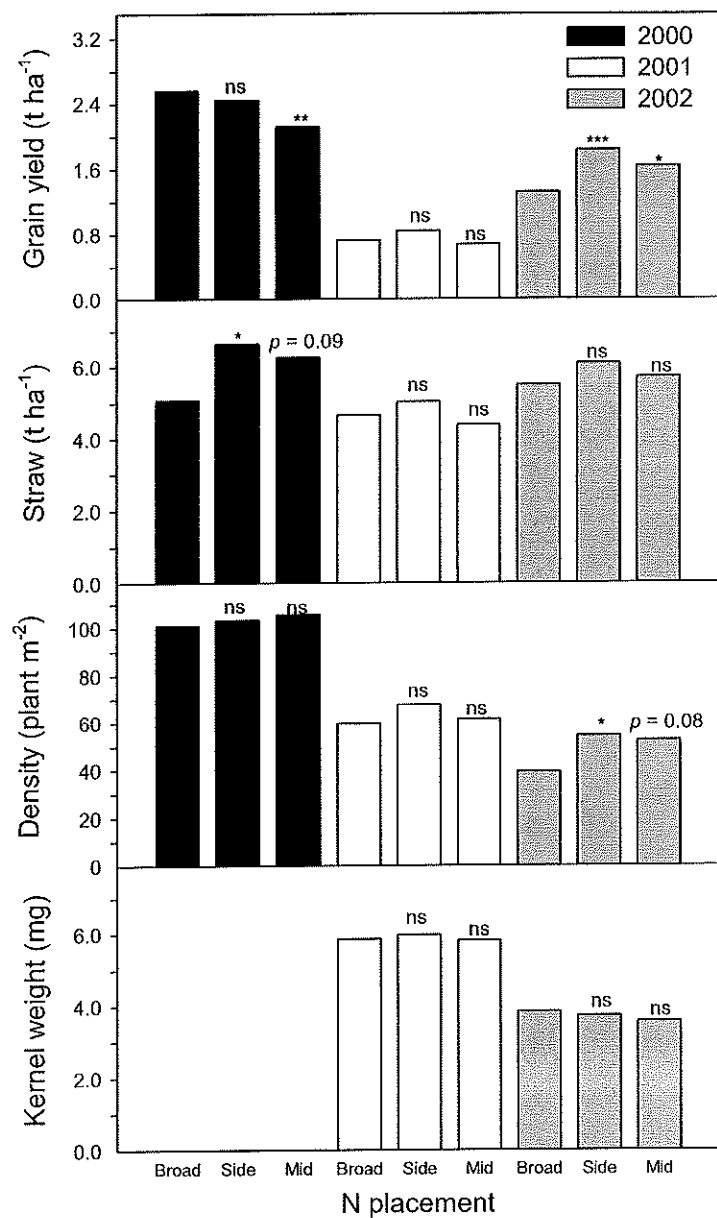 2000
2001
2002
Grain yield (t ha⁻¹)
3.2
2.4
1.6
0.8
0.0
ns
**
ns
ns
***
*
Straw (t ha⁻¹)
6.0
4.0
2.0
0.0
*
p = 0.09
ns
ns
ns
ns
Density (plant m⁻²)
100
80
60
40
20
0
ns
ns
ns
ns
*
p = 0.08
Kernel weight (mg)
6.0
4.0
2.0
0.0
ns
ns
ns
ns
Broad Side Mid Broad Side Mid Broad Side Mid
N placement